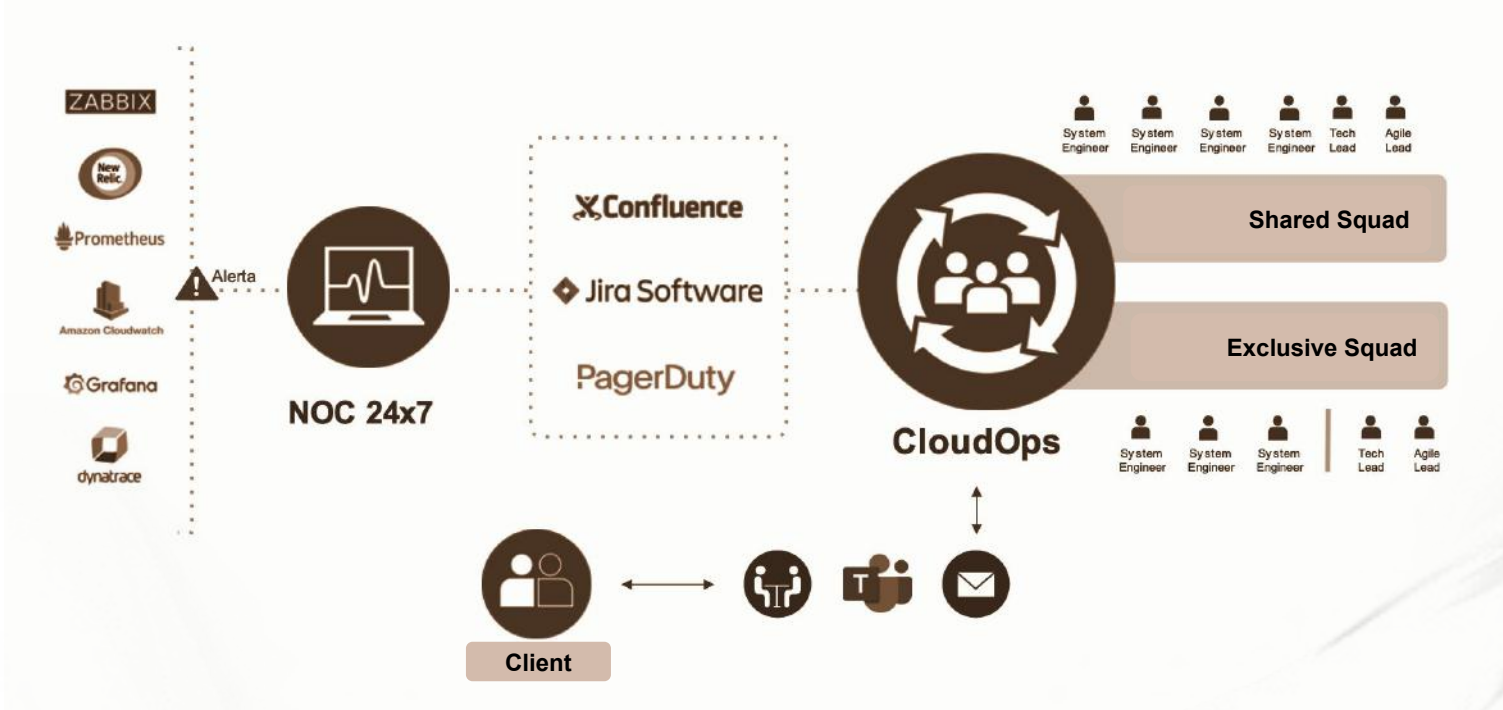 ZABBIX
New
Relic.
Prometheus
Amazon Cloudwatch
Grafana
dynatrace
Alerta
NOC 24x7
Confluence
Jira Software
PagerDuty
CloudOps
System
Engineer
System
Engineer
System
Engineer
System
Engineer
Tech
Lead
Agile
Lead
Shared Squad
Exclusive Squad
System
Engineer
System
Engineer
System
Engineer
Tech
Lead
Agile
Lead
T
Client